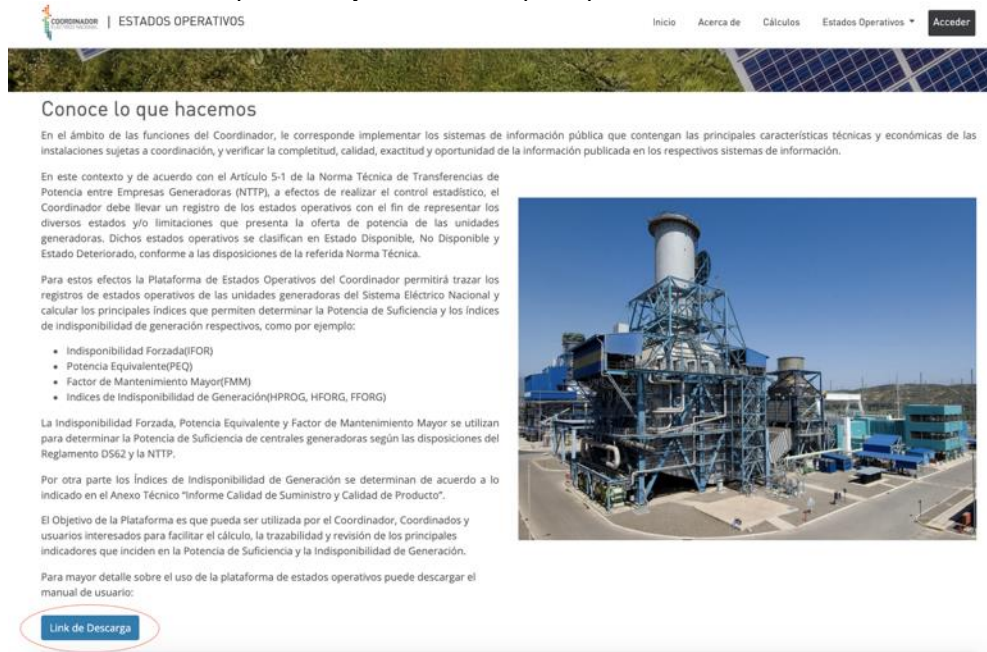 COORDINADOR
ELÉCTRICO NACIONAL
| ESTADOS OPERATIVOS
Inicio Acerca de Cálculos Estados Operativos Acceder
Conoce lo que hacemos
En el ámbito de las funciones del Coordinador, le corresponde implementar los sistemas de información pública que contengan las principales características técnicas y económicas de las
instalaciones sujetas a coordinación, y verificar la completitud, calidad, exactitud y oportunidad de la información publicada en los respectivos sistemas de información.
En este contexto y de acuerdo con el Artículo 5-1 de la Norma Técnica de Transferencias de
Potencia entre Empresas Generadoras (NTTP), a efectos de realizar el control estadístico, el
Coordinador debe llevar un registro de los estados operativos con el fin de representar los
diversos estados y/o limitaciones que presenta la oferta de potencia de las unidades
generadoras. Dichos estados operativos se clasifican en Estado Disponible, No Disponible y
Estado Deteriorado, conforme a las disposiciones de la referida Norma Técnica.
Para estos efectos la Plataforma de Estados Operativos del Coordinador permitirá trazar los
registros de estados operativos de las unidades generadoras del Sistema Eléctrico Nacional y
calcular los principales índices que permiten determinar la Potencia de Suficiencia y los índices
de indisponibilidad de generación respectivos, como por ejemplo:
• Indisponibilidad Forzada(IFOR)
• Potencia Equivalente(PEQ)
• Factor de Mantenimiento Mayor(FMM)
• Indices de Indisponibilidad de Generación(HPROG, HFORG, FFORG)
La Indisponibilidad Forzada, Potencia Equivalente y Factor de Mantenimiento Mayor se utilizan
para determinar la Potencia de Suficiencia de centrales generadoras según las disposiciones del
Reglamento DS62 y la NTTP.
Por otra parte los Índices de Indisponibilidad de Generación se determinan de acuerdo a lo
indicado en el Anexo Técnico "Informe Calidad de Suministro y Calidad de Producto".
El Objetivo de la Plataforma es que pueda ser utilizada por el Coordinador, Coordinados y
usuarios interesados para facilitar el cálculo, la trazabilidad y revisión de los principales
indicadores que inciden en la Potencia de Suficiencia y la Indisponibilidad de Generación.
Para mayor detalle sobre el uso de la plataforma de estados operativos puede descargar el
manual de usuario:
Link de Descarga